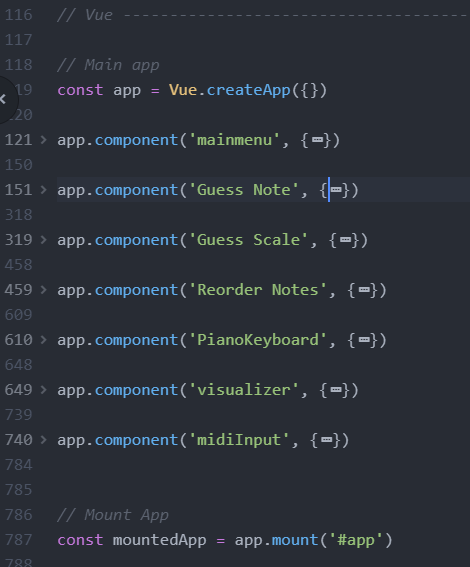 116 // Vue -------------------------------------
117
118 // Main app
119 const app = Vue.createApp({})
120
121 app.component('mainmenu', {⋯})
150
151 app.component('Guess Note', {⋯})
318
319 app.component('Guess Scale', {⋯})
458
459 app.component('Reorder Notes', {⋯})
609
610 app.component('PianoKeyboard', {⋯})
648
649 app.component('visualizer', {⋯})
739
740 app.component('midiInput', {⋯})
784
785
786 // Mount App
787 const mountedApp = app.mount('#app')
788